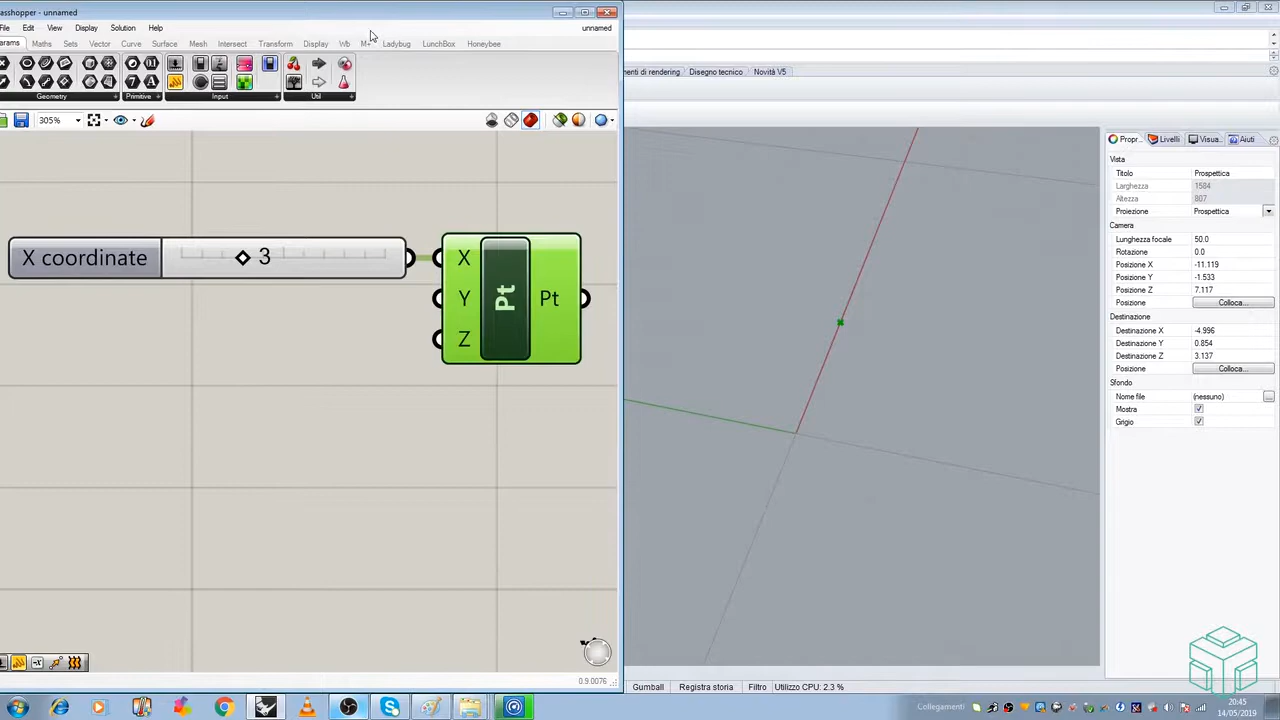 asshopper - unnamed
File Edit View Display Solution Help unnamed
arams Maths Sets Vector Curve Surface Mesh Intersect Transform Display Wb M+ Ladybug LunchBox Honeybee
Geometry Primitive Input Util
305%
enti di rendering Disegno tecnico Novità V5
X coordinate 3
X
Y
Z
Pt
Pt
0.9.0076
Propr... Livelli Visua... Aiuti
Vista
Titolo Prospettica
Larghezza 1584
Altezza 807
Proiezione Prospettica
Camera
Lunghezza focale 50.0
Rotazione 0.0
Posizione X -11.119
Posizione Y -1.533
Posizione Z 7.117
Posizione Colloca...
Destinazione
Destinazione X -4.996
Destinazione Y 0.854
Destinazione Z 3.137
Posizione Colloca...
Sfondo
Nome file (nessuno)
Mostra
Grigio
Gumball Registra storia Filtro Utilizzo CPU: 2.3 %
Collegamenti
20:45
14/05/2019